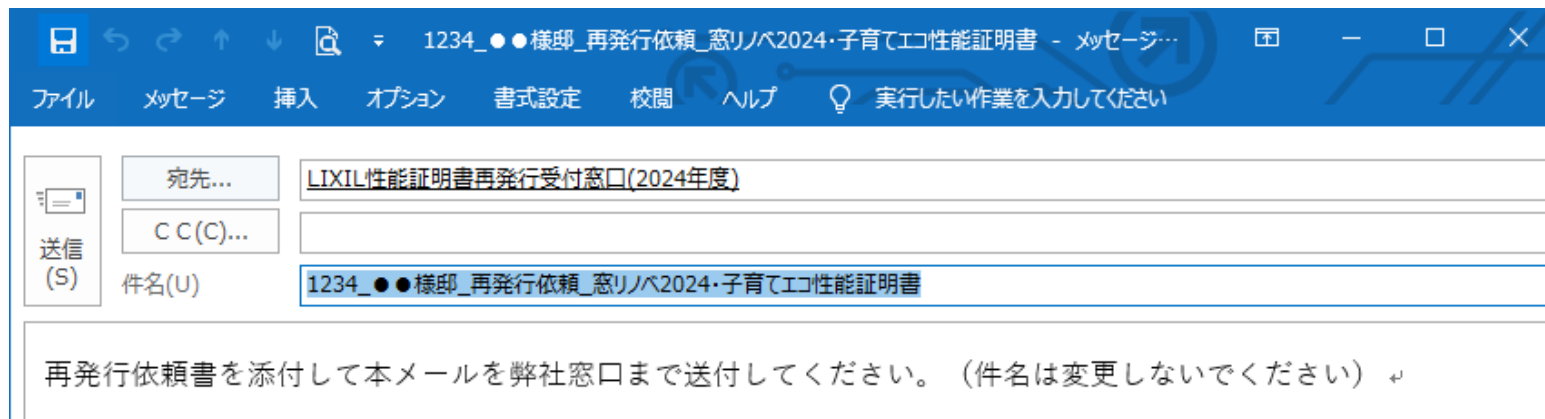 1234_●●様邸_再発行依頼_窓リノベ2024・子育てエコ性能証明書 - メッセージ…
ファイル メッセージ 挿入 オプション 書式設定 校閲 ヘルプ 実行したい作業を入力してください
宛先... LIXIL性能証明書再発行受付窓口(2024年度)
ＣＣ(C)...
送信
(S)
件名(U) 1234_●●様邸_再発行依頼_窓リノベ2024・子育てエコ性能証明書
再発行依頼書を添付して本メールを弊社窓口まで送付してください。（件名は変更しないでください）